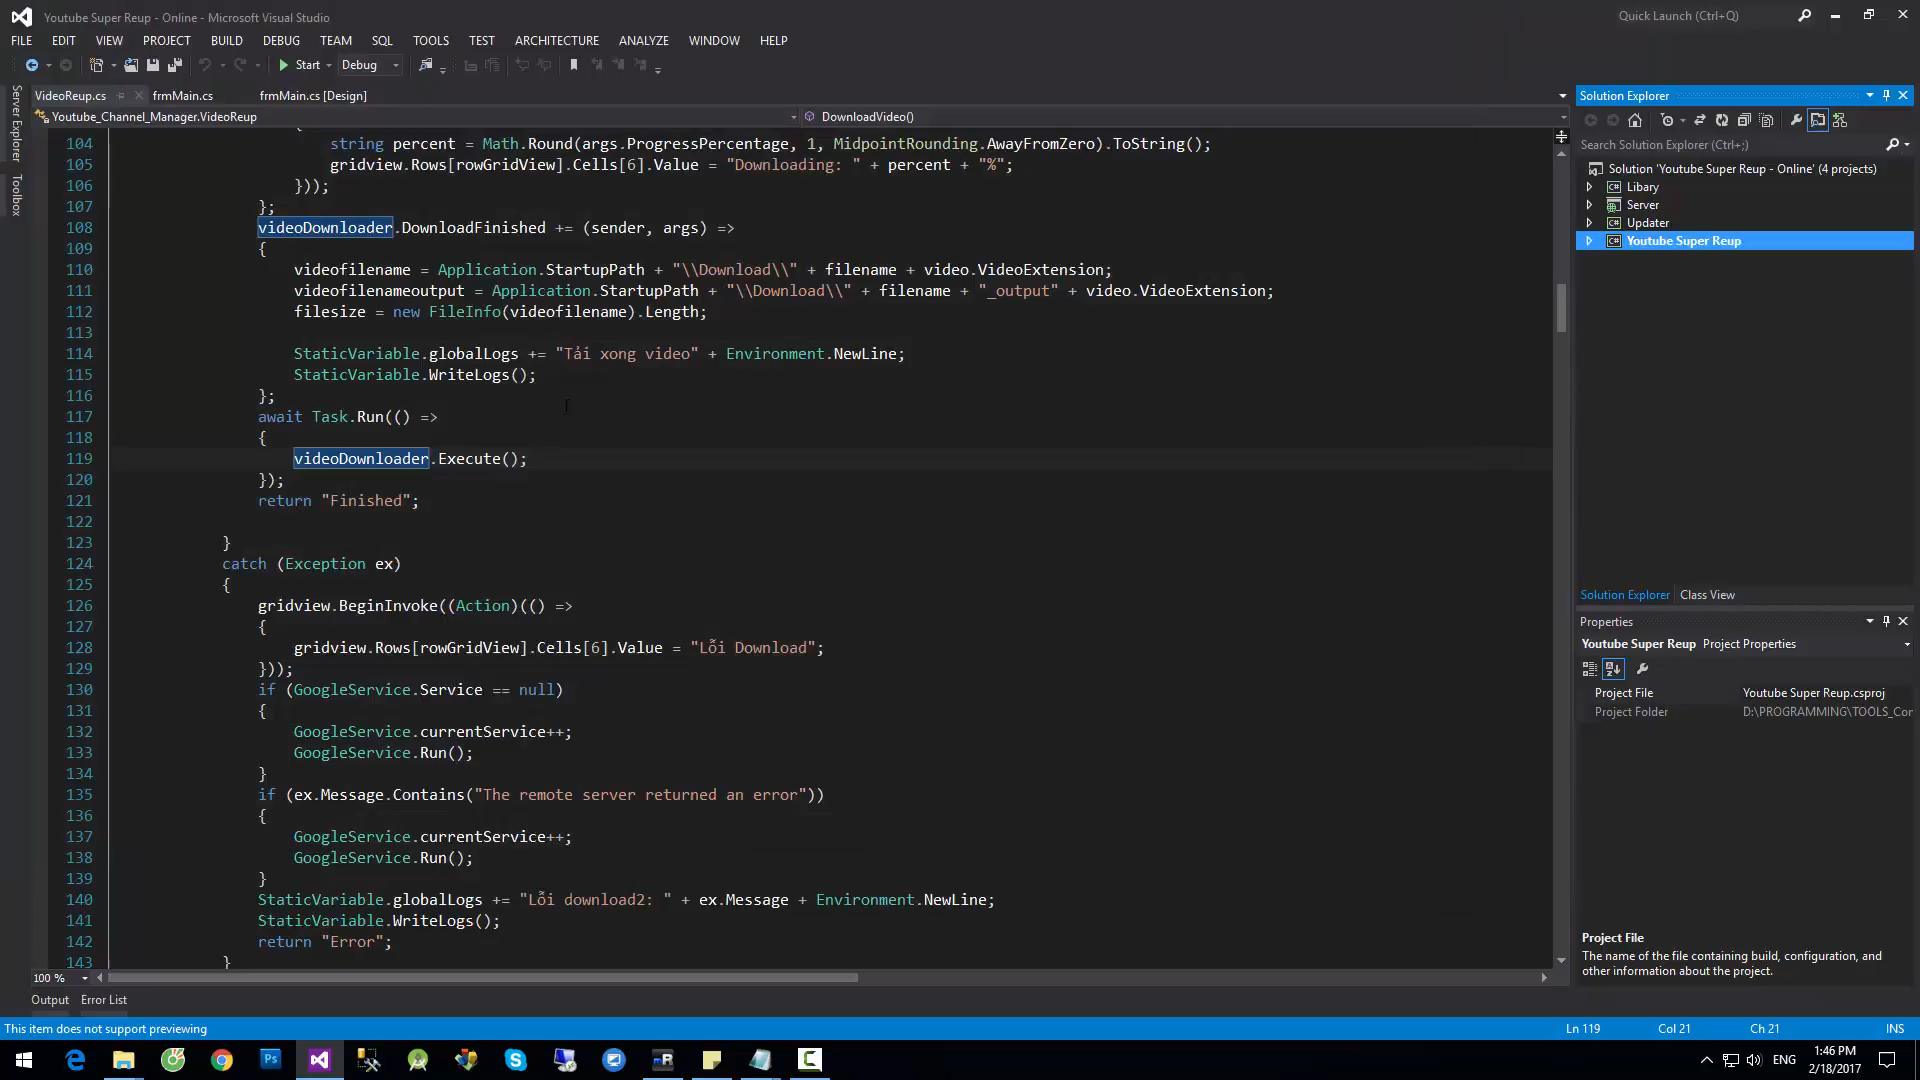 Youtube Super Reup - Online - Microsoft Visual Studio
Quick Launch (Ctrl+Q)
FILE EDIT VIEW PROJECT BUILD DEBUG TEAM SQL TOOLS TEST ARCHITECTURE ANALYZE WINDOW HELP
Start Debug
Server Explorer
Toolbox
VideoReup.cs frmMain.cs frmMain.cs [Design]
Youtube_Channel_Manager.VideoReup DownloadVideo()
104 string percent = Math.Round(args.ProgressPercentage, 1, MidpointRounding.AwayFromZero).ToString();
105 gridview.Rows[rowGridView].Cells[6].Value = "Downloading: " + percent + "%";
106 }));
107 };
108 videoDownloader.DownloadFinished += (sender, args) =>
109 {
110 videofilename = Application.StartupPath + "\\Download\\" + filename + video.VideoExtension;
111 videofilenameoutput = Application.StartupPath + "\\Download\\" + filename + "_output" + video.VideoExtension;
112 filesize = new FileInfo(videofilename).Length;
113
114 StaticVariable.globalLogs += "Tải xong video" + Environment.NewLine;
115 StaticVariable.WriteLogs();
116 };
117 await Task.Run(() =>
118 {
119 videoDownloader.Execute();
120 });
121 return "Finished";
122
123 }
124 catch (Exception ex)
125 {
126 gridview.BeginInvoke((Action)(() =>
127 {
128 gridview.Rows[rowGridView].Cells[6].Value = "Lỗi Download";
129 }));
130 if (GoogleService.Service == null)
131 {
132 GoogleService.currentService++;
133 GoogleService.Run();
134 }
135 if (ex.Message.Contains("The remote server returned an error"))
136 {
137 GoogleService.currentService++;
138 GoogleService.Run();
139 }
140 StaticVariable.globalLogs += "Lỗi download2: " + ex.Message + Environment.NewLine;
141 StaticVariable.WriteLogs();
142 return "Error";
143 }
100 %
Output Error List
Solution Explorer
Search Solution Explorer (Ctrl+;)
Solution 'Youtube Super Reup - Online' (4 projects)
Libary
Server
Updater
Youtube Super Reup
Solution Explorer Class View
Properties
Youtube Super Reup Project Properties
Project File Youtube Super Reup.csproj
Project Folder D:\PROGRAMMING\TOOLS_Cor
Project File
The name of the file containing build, configuration, and
other information about the project.
This item does not support previewing Ln 119 Col 21 Ch 21 INS
ENG
1:46 PM
2/18/2017